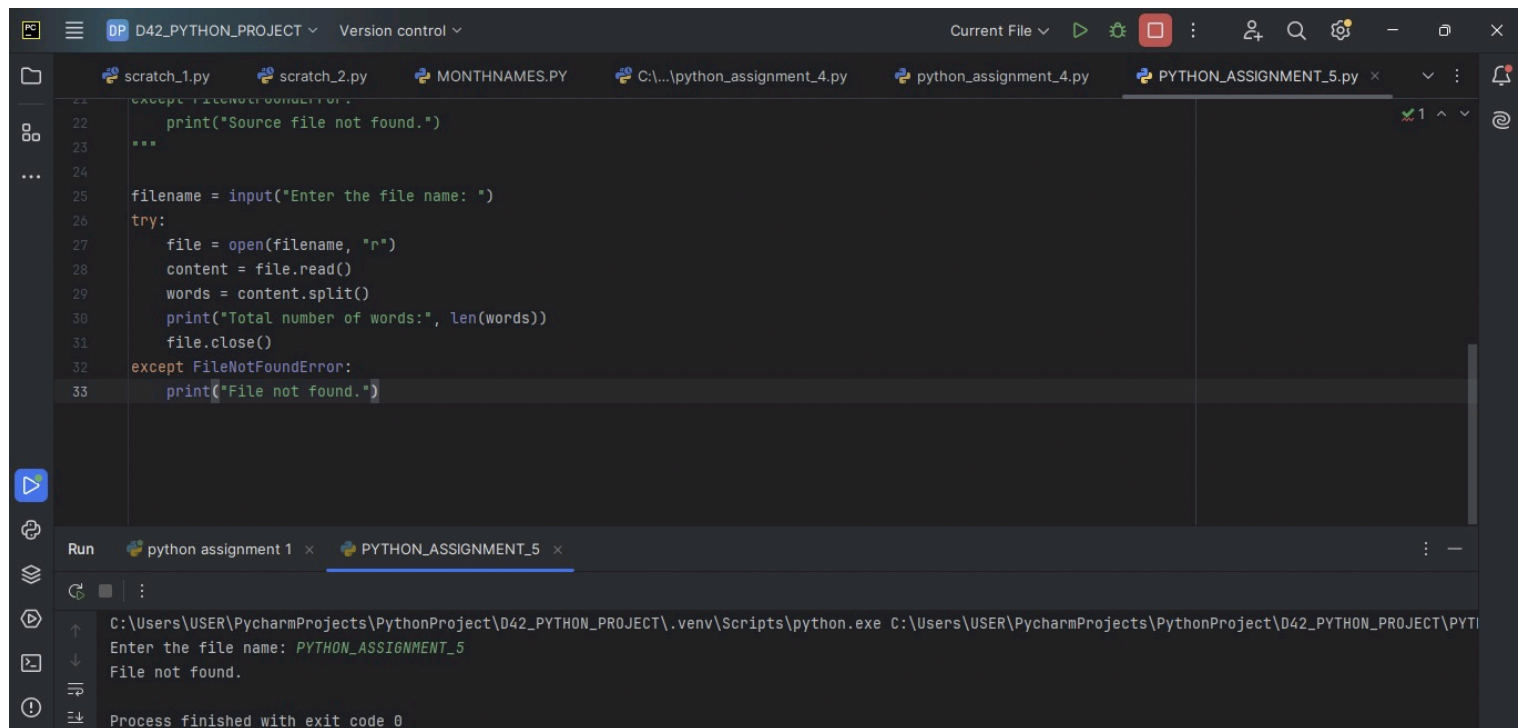 PC DP D42_PYTHON_PROJECT Version control Current File
scratch_1.py scratch_2.py MONTHNAMES.PY C:\...\python_assignment_4.py python_assignment_4.py PYTHON_ASSIGNMENT_5.py
21 except FileNotFoundError:
22 print("Source file not found.") 1
23 """
24
25 filename = input("Enter the file name: ")
26 try:
27 file = open(filename, "r")
28 content = file.read()
29 words = content.split()
30 print("Total number of words:", len(words))
31 file.close()
32 except FileNotFoundError:
33 print("File not found.")
Run python assignment 1 PYTHON_ASSIGNMENT_5
C:\Users\USER\PycharmProjects\PythonProject\D42_PYTHON_PROJECT\.venv\Scripts\python.exe C:\Users\USER\PycharmProjects\PythonProject\D42_PYTHON_PROJECT\PYT
Enter the file name: PYTHON_ASSIGNMENT_5
File not found.
Process finished with exit code 0